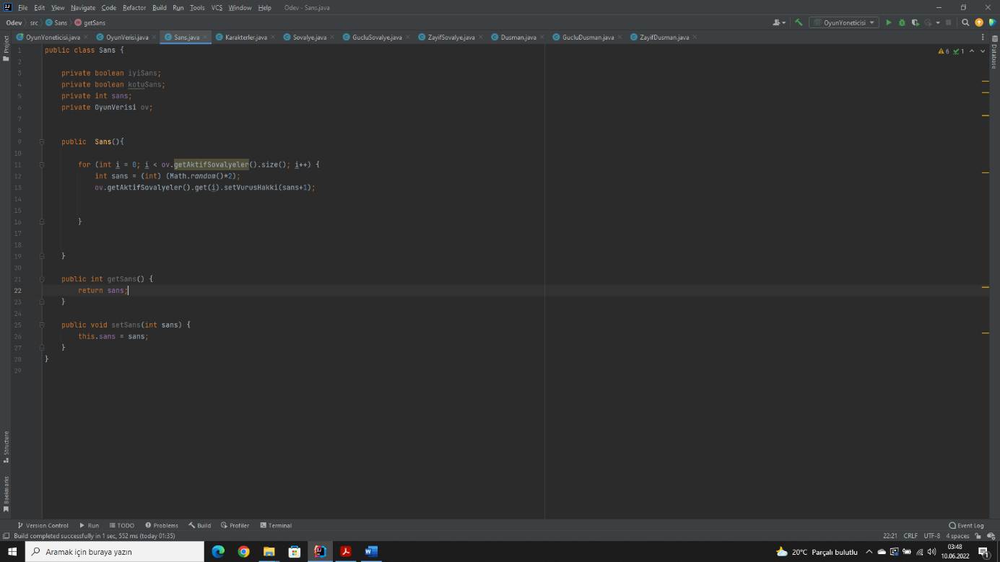 File Edit View Navigate Code Refactor Build Run Tools VCS Window Help Odev - Sans.java
Odev src Sans getSans OyunYoneticisi
OyunYoneticisi.java OyunVerisi.java Sans.java Karakterler.java Sovalye.java GucluSovalye.java ZayifSovalye.java Dusman.java GucluDusman.java ZayifDusman.java
Project
Database
6 1
1 public class Sans {
2
3 private boolean iyiSans;
4 private boolean kotuSans;
5 private int sans;
6 private OyunVerisi ov;
7
8
9 public  Sans(){
10
11 for (int i = 0; i < ov.getAktifSovalyeler().size(); i++) {
12 int sans = (int) (Math.random()*2);
13 ov.getAktifSovalyeler().get(i).setVurusHakki(sans+1);
14
15
16 }
17
18
19 }
20
21 public int getSans() {
22 return sans;
23 }
24
25 public void setSans(int sans) {
26 this.sans = sans;
27 }
28 }
29
Structure
Bookmarks
Version Control Run TODO Problems Build Profiler Terminal Event Log
Build completed successfully in 1 sec, 552 ms (today 01:35) 22:21 CRLF UTF-8 4 spaces
Aramak için buraya yazın
20°C Parçalı bulutlu
03:48
10.06.2022
1